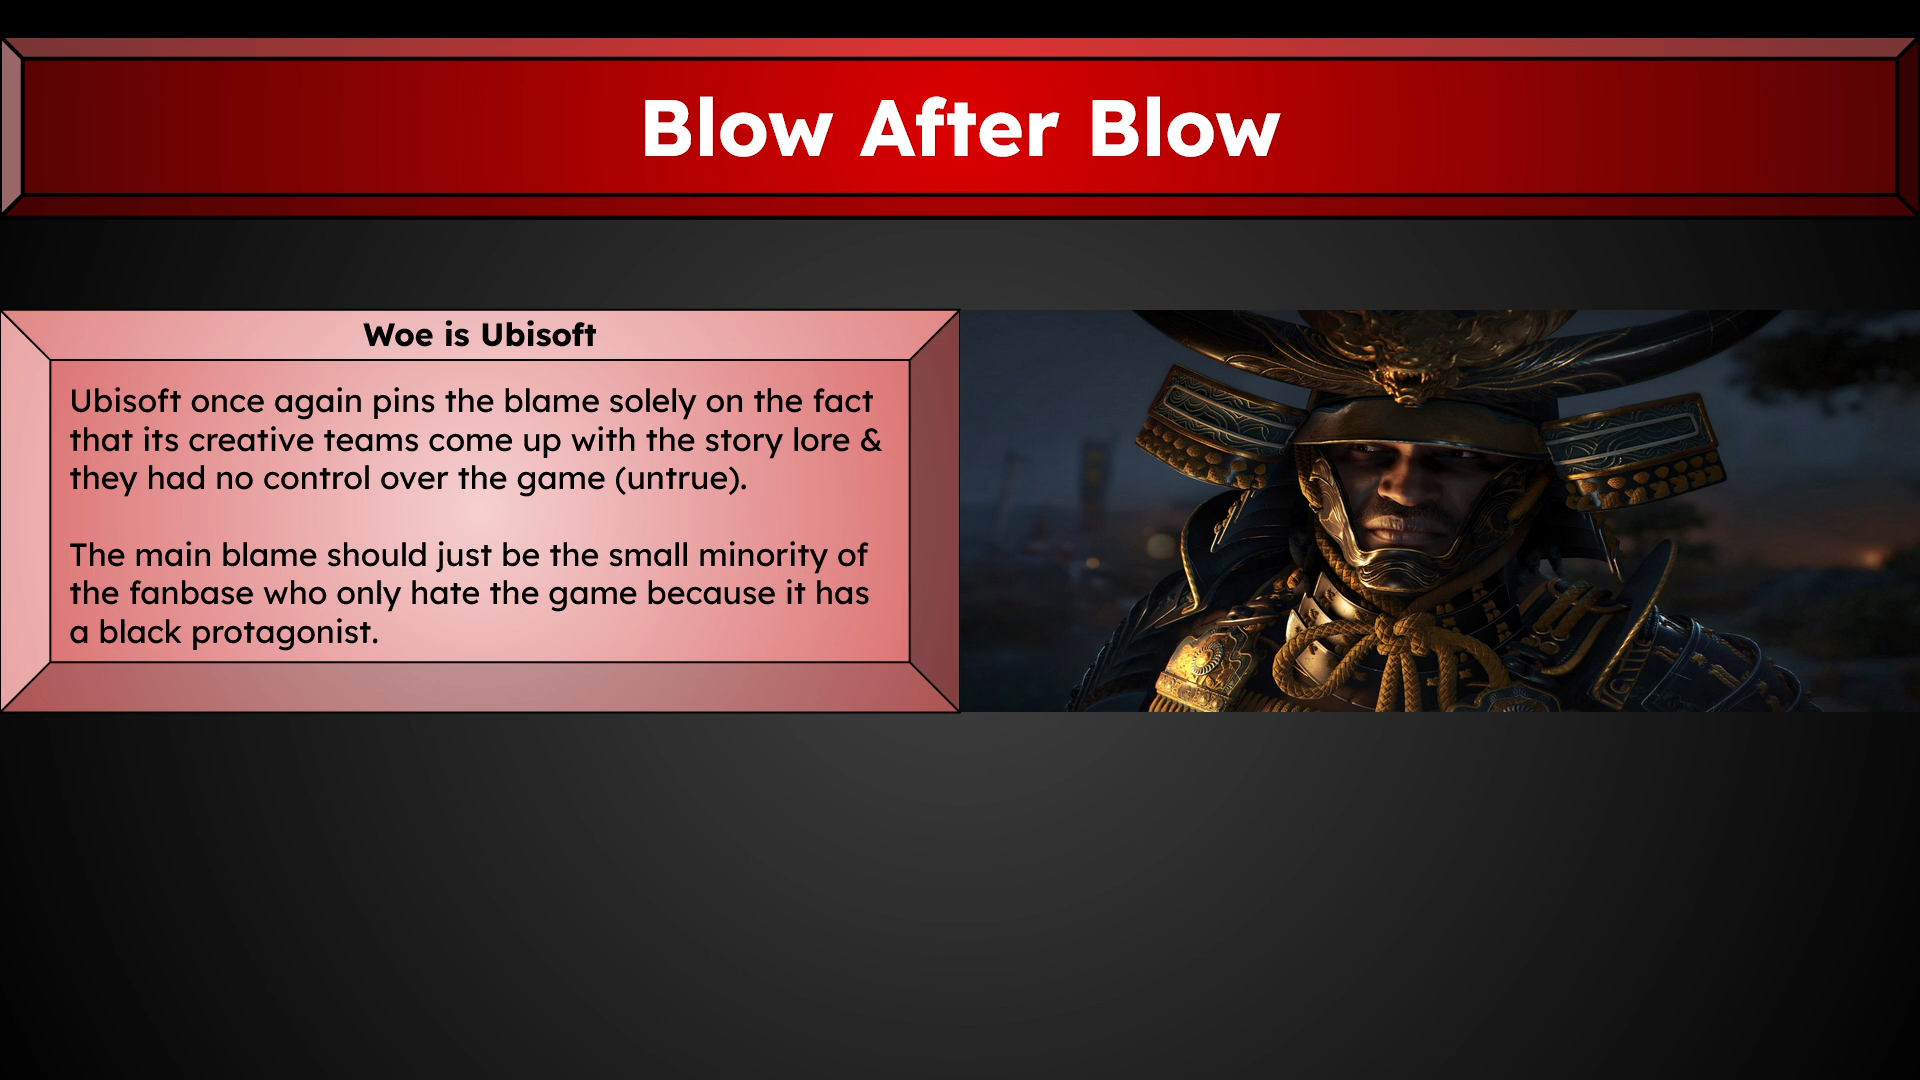 Blow After Blow
Woe is Ubisoft
Ubisoft once again pins the blame solely on the fact
that its creative teams come up with the story lore &
they had no control over the game (untrue).
The main blame should just be the small minority of
the fanbase who only hate the game because it has
a black protagonist.